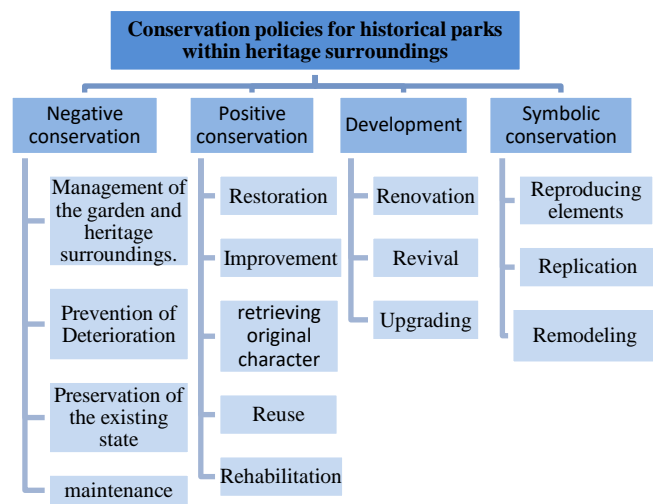 Conservation policies for historical parks
within heritage surroundings
Negative
conservation
Management of
the garden and
heritage
surroundings.
Prevention of
Deterioration
Preservation of
the existing
state
maintenance
Positive
conservation
Restoration
Improvement
retrieving
original
character
Reuse
Rehabilitation
Development
Renovation
Revival
Upgrading
Symbolic
conservation
Reproducing
elements
Replication
Remodeling